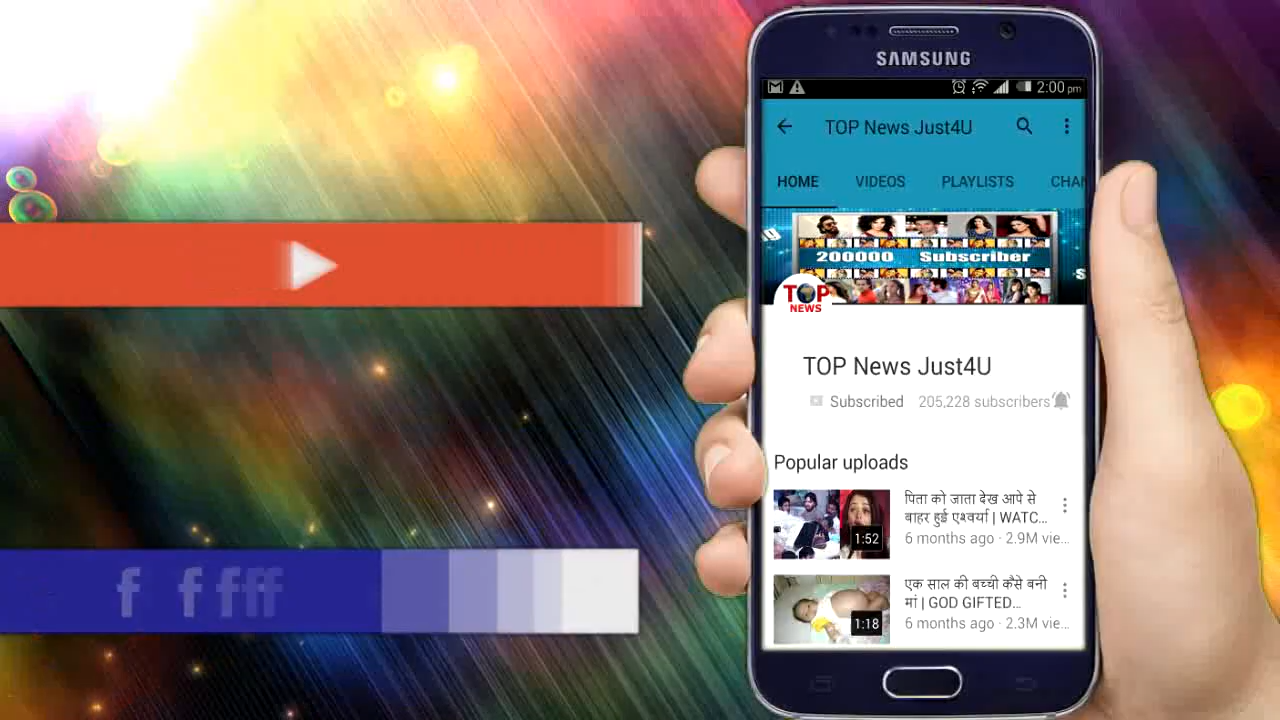 SAMSUNG
2:00 pm
TOP News Just4U
HOME VIDEOS PLAYLISTS CHAN
200000 Subscriber
TOP
NEWS
TOP News Just4U
Subscribed 205,228 subscribers
Popular uploads
पिता को जाता देख आपे से
बाहर हुई एश्वर्या | WATC...
1:52
6 months ago · 2.9M vie...
एक साल की बच्ची कैसे बनी
मां | GOD GIFTED...
1:18
6 months ago · 2.3M vie...
f f fff